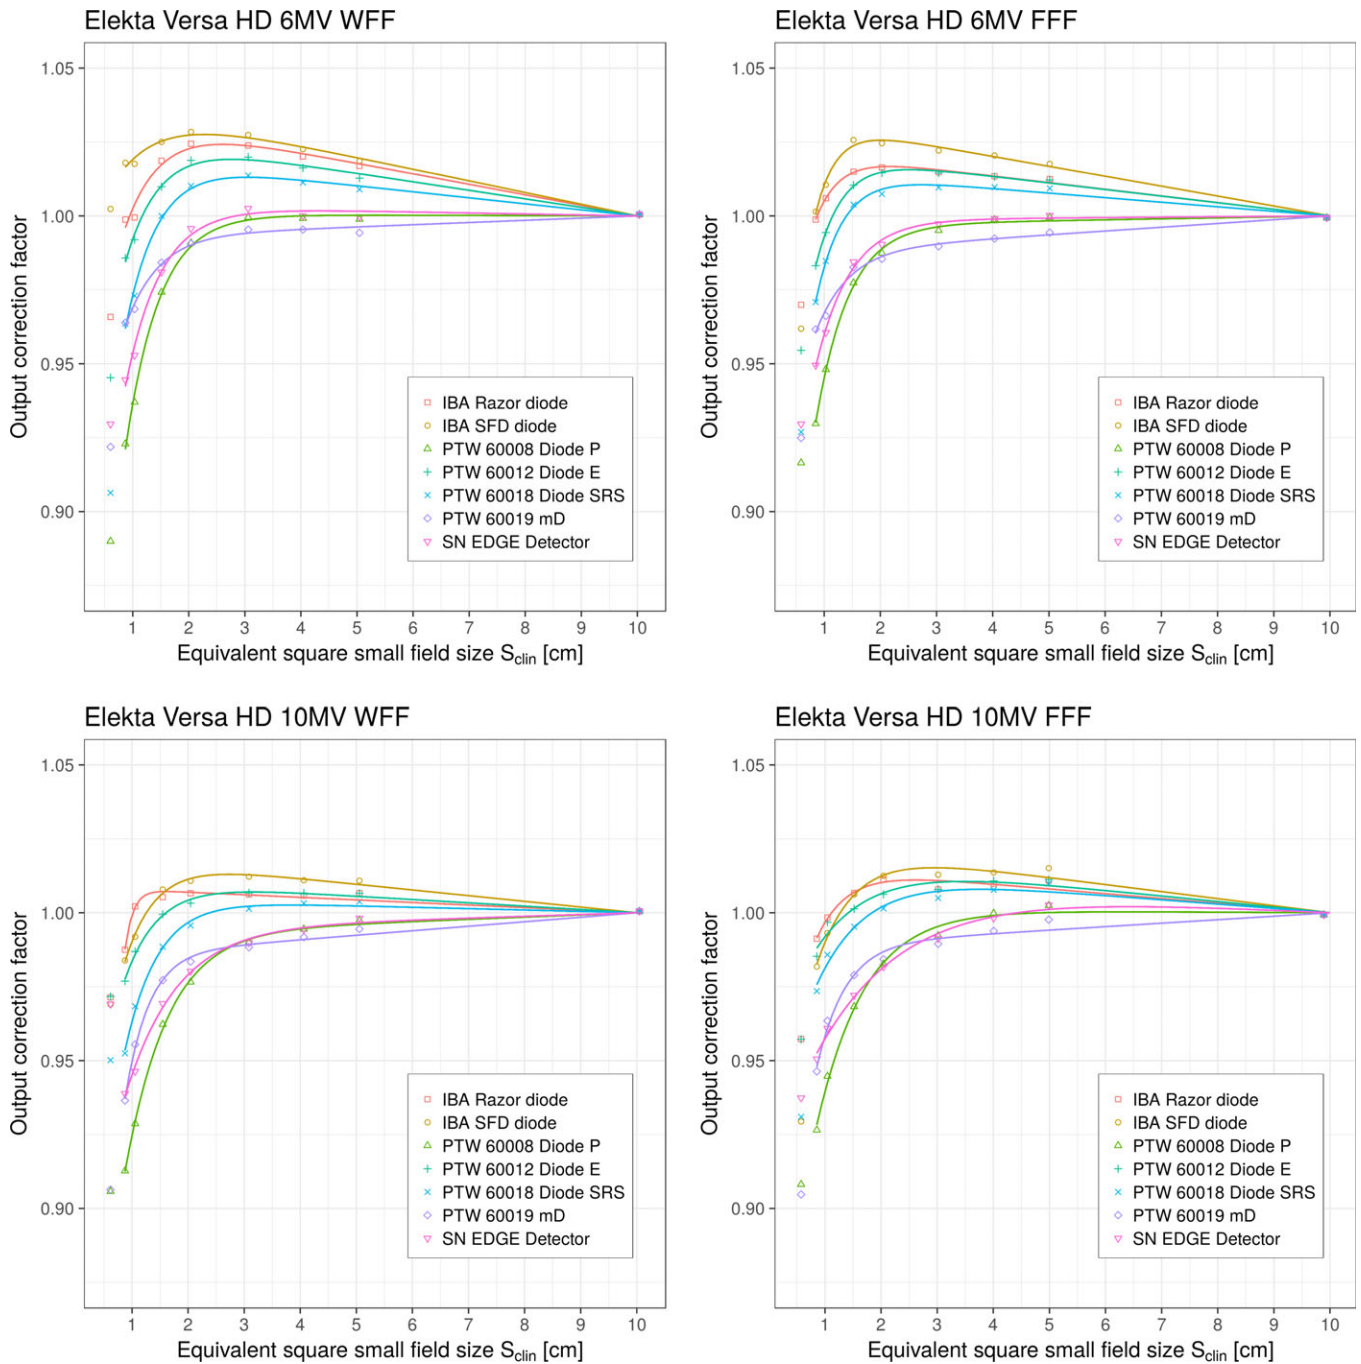 Elekta Versa HD 6MV WFF
1.05
1.00
0.95
0.90
Output correction factor
IBA Razor diode
IBA SFD diode
PTW 60008 Diode P
PTW 60012 Diode E
PTW 60018 Diode SRS
PTW 60019 mD
SN EDGE Detector
1 2 3 4 5 6 7 8 9 10
Equivalent square small field size Sclin [cm]
Elekta Versa HD 6MV FFF
1.05
1.00
0.95
0.90
Output correction factor
IBA Razor diode
IBA SFD diode
PTW 60008 Diode P
PTW 60012 Diode E
PTW 60018 Diode SRS
PTW 60019 mD
SN EDGE Detector
1 2 3 4 5 6 7 8 9 10
Equivalent square small field size Sclin [cm]
Elekta Versa HD 10MV WFF
1.05
1.00
0.95
0.90
Output correction factor
IBA Razor diode
IBA SFD diode
PTW 60008 Diode P
PTW 60012 Diode E
PTW 60018 Diode SRS
PTW 60019 mD
SN EDGE Detector
1 2 3 4 5 6 7 8 9 10
Equivalent square small field size Sclin [cm]
Elekta Versa HD 10MV FFF
1.05
1.00
0.95
0.90
Output correction factor
IBA Razor diode
IBA SFD diode
PTW 60008 Diode P
PTW 60012 Diode E
PTW 60018 Diode SRS
PTW 60019 mD
SN EDGE Detector
1 2 3 4 5 6 7 8 9 10
Equivalent square small field size Sclin [cm]